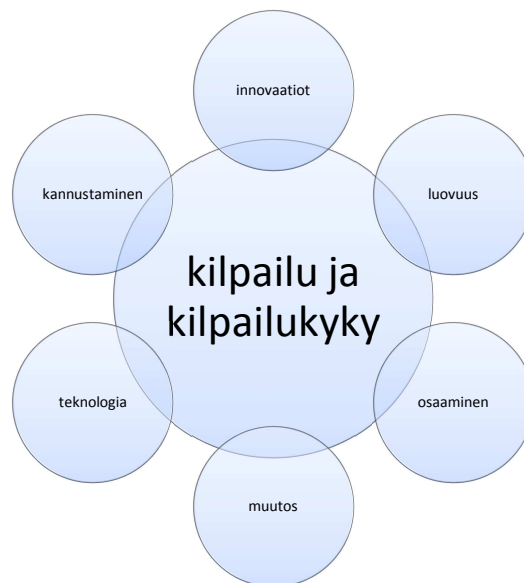 innovaatiot
kannustaminen
luovuus
kilpailu ja
kilpailukyky
teknologia
osaaminen
muutos